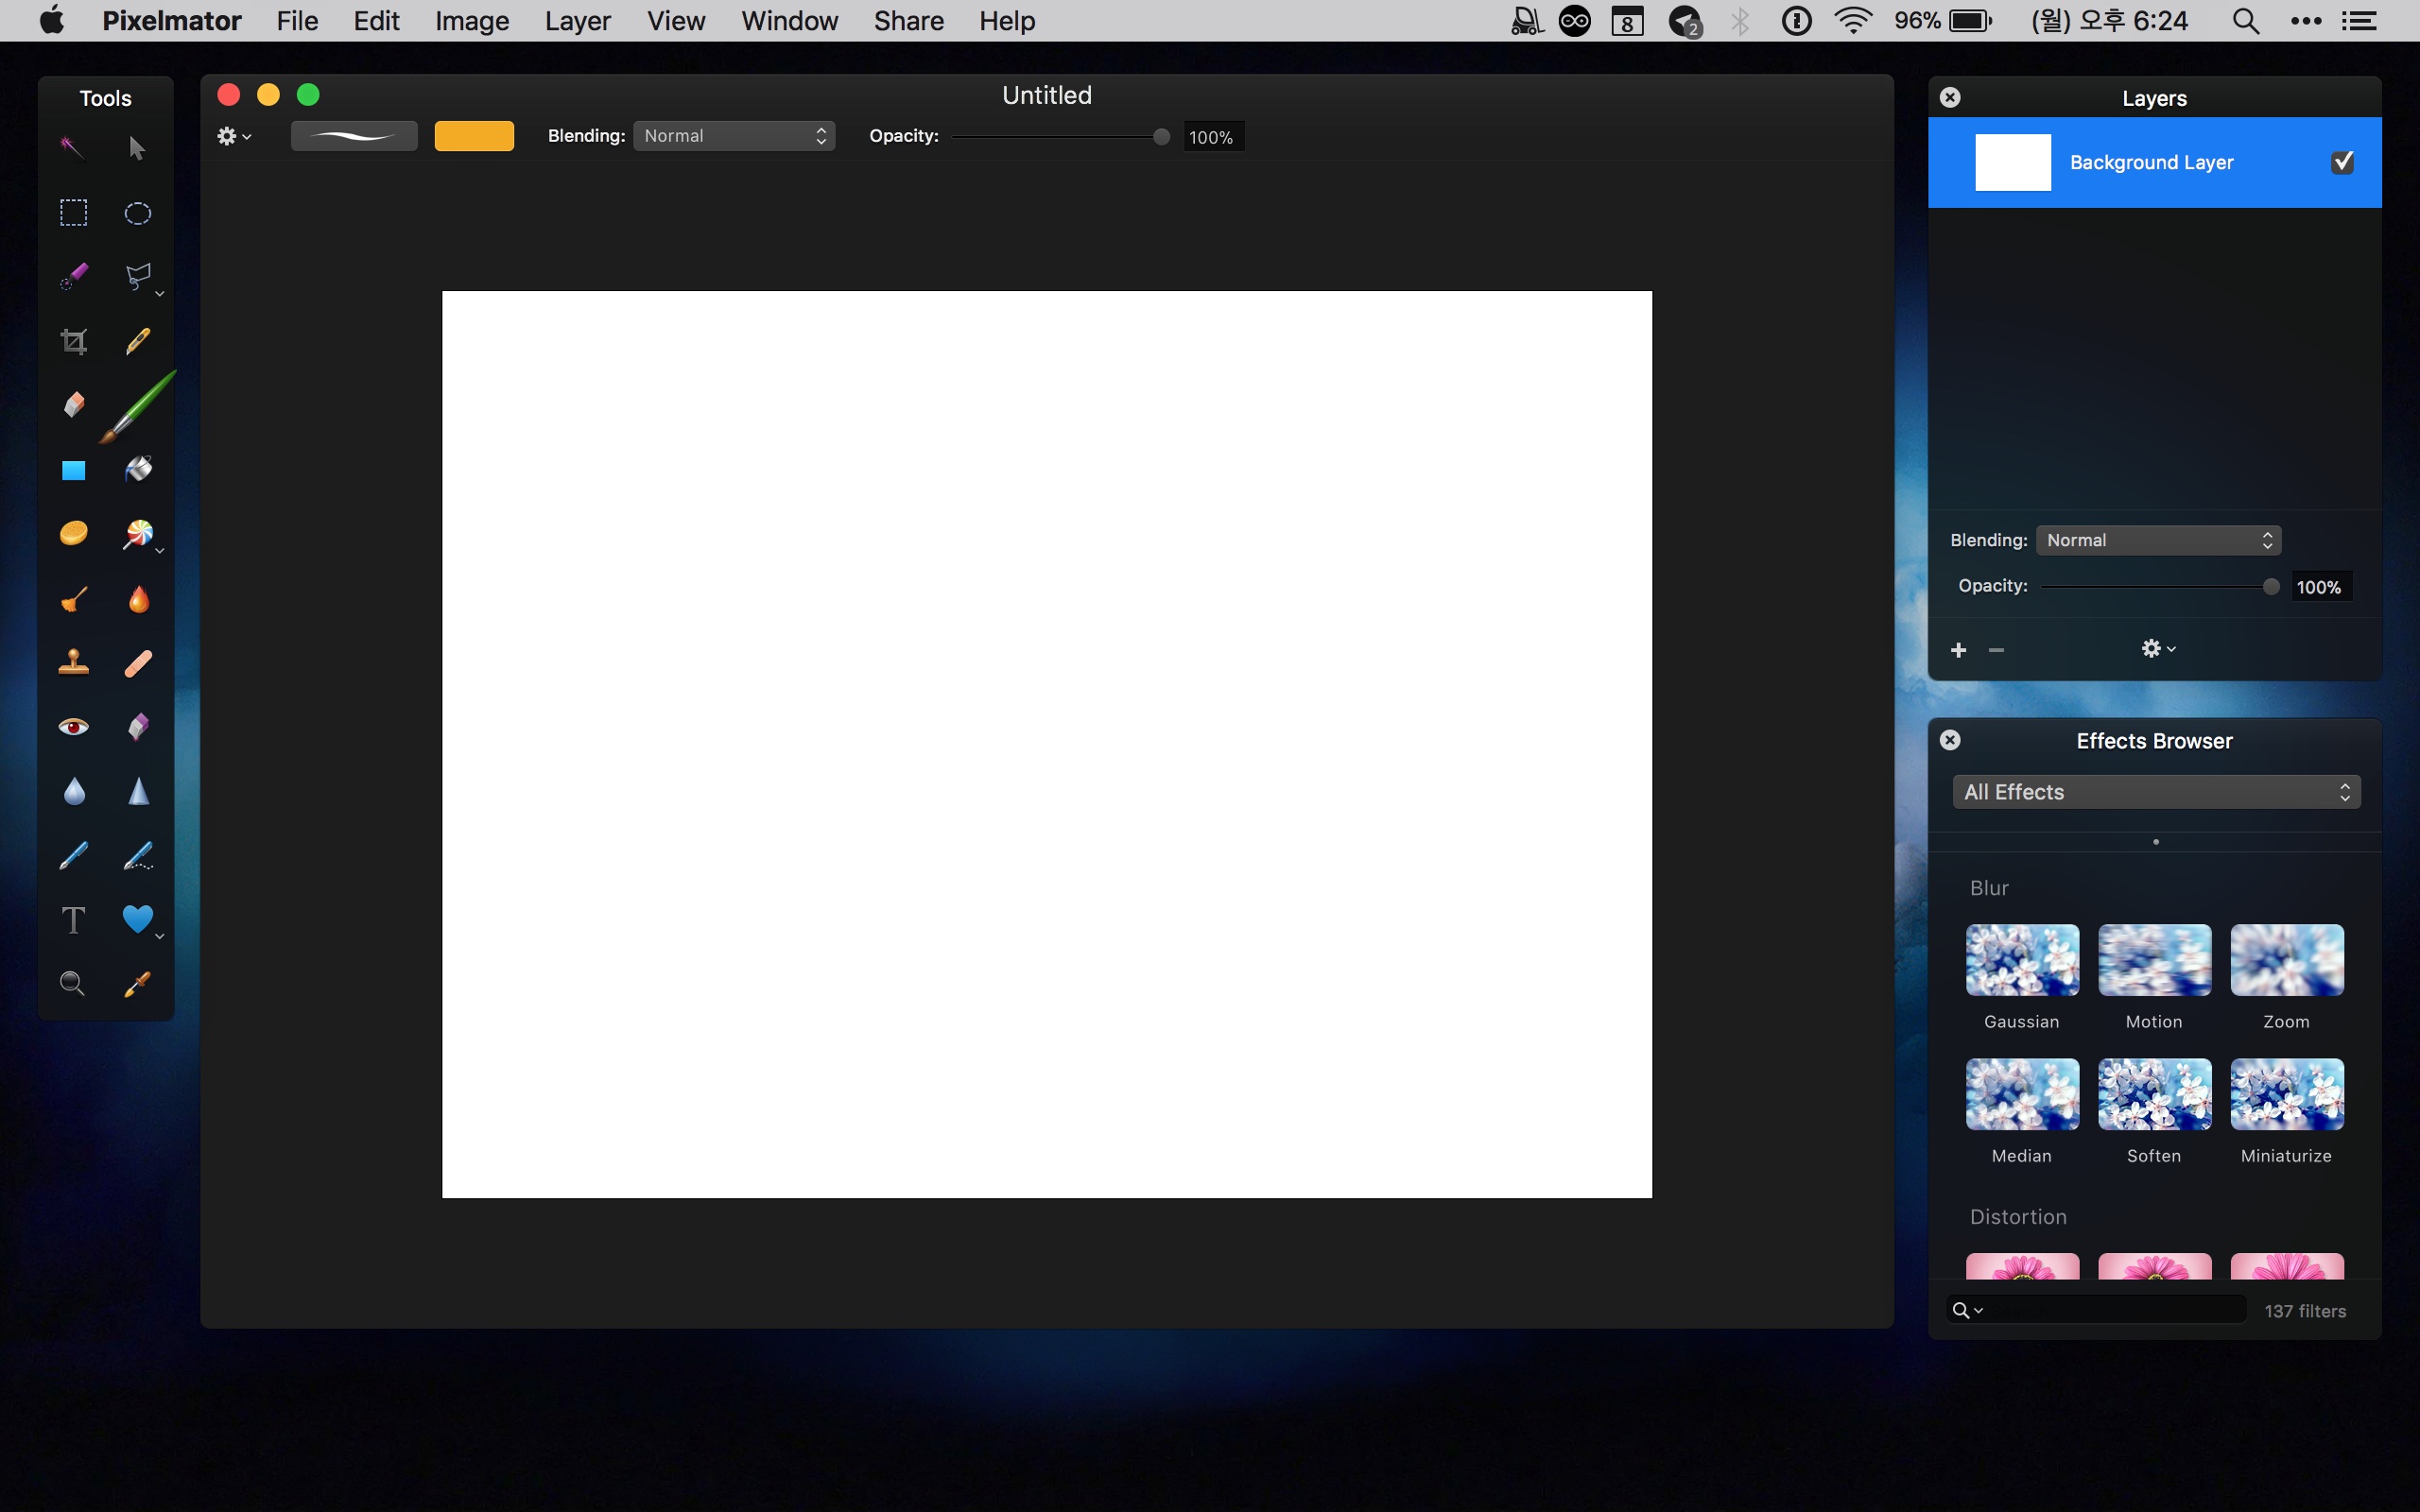 Pixelmator File Edit Image Layer View Window Share Help 8 2 96% (월) 오후 6:24
Tools
Untitled
Blending: Normal Opacity: 100%
T
Layers
Background Layer
Blending: Normal
Opacity: 100%
Effects Browser
All Effects
Blur
Gaussian Motion Zoom
Median Soften Miniaturize
Distortion
137 filters